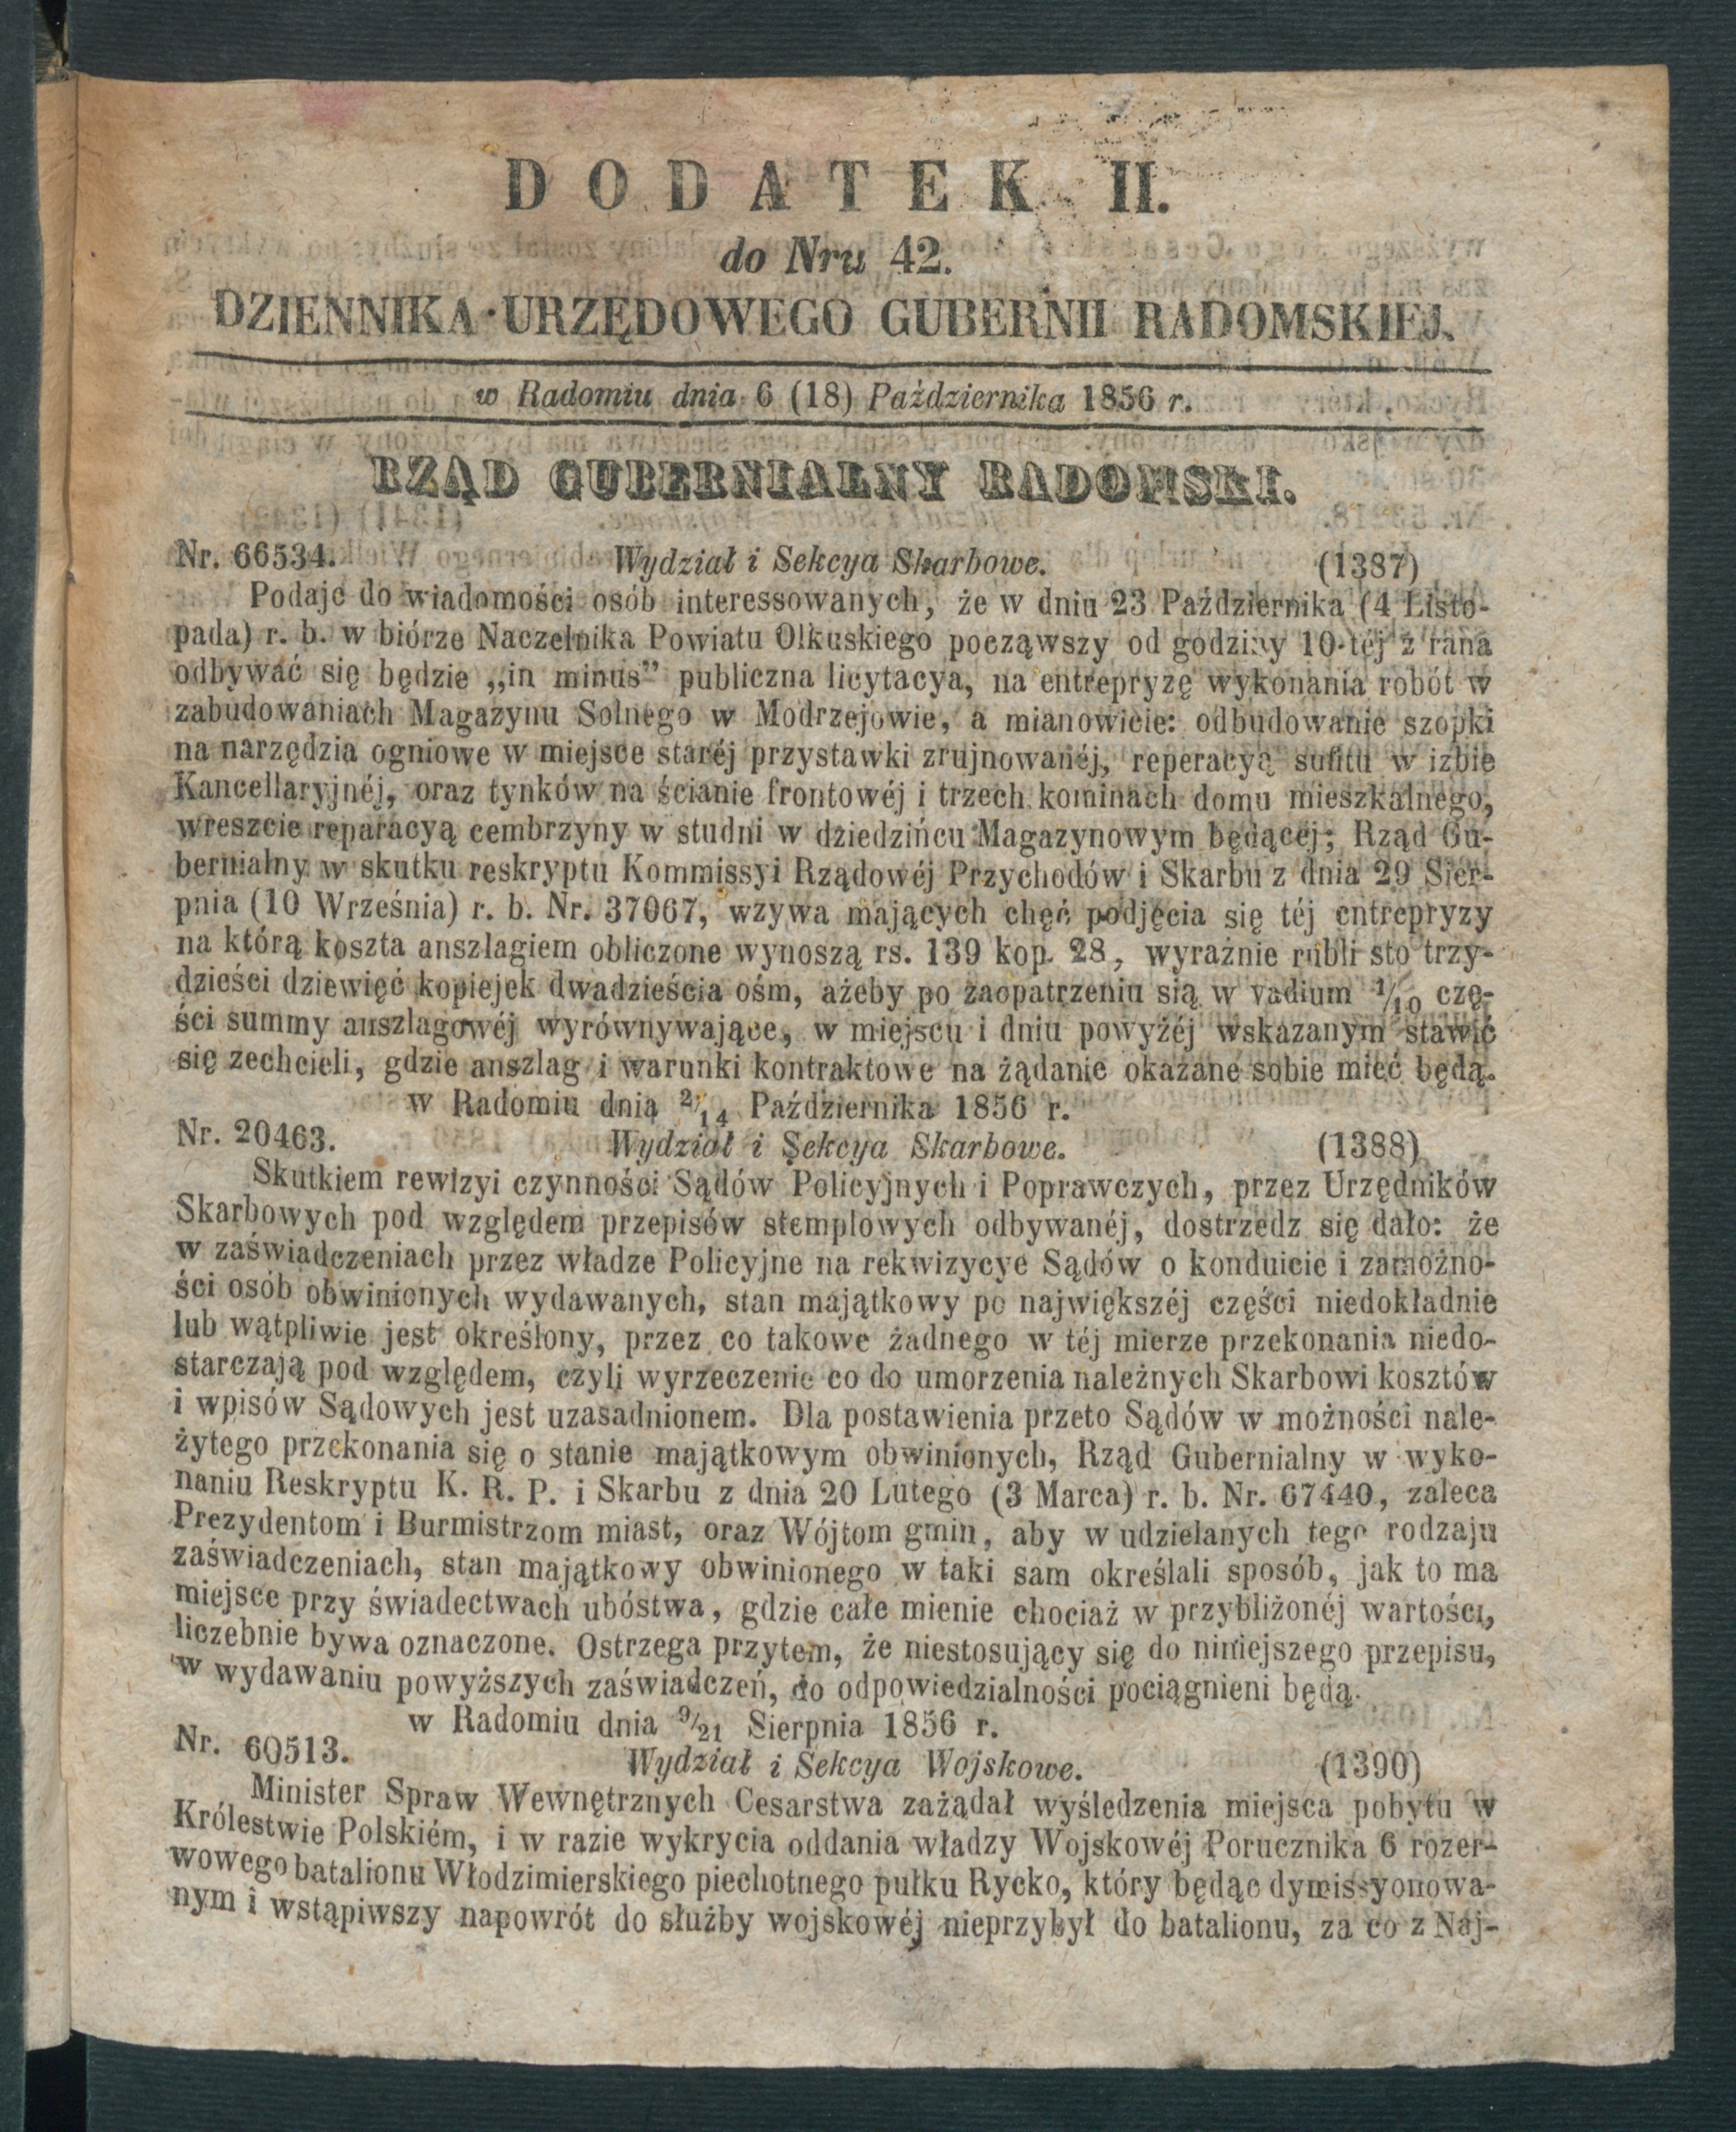 DODATEK II.
do Nru 42.
DZIENNIKA URZĘDOWEGO GUBERNII RADOMSKIEJ.
w Radomiu dnia 6 (18) Października 1856 r.
RZĄD GUBERNIALNY RADOMSKI.
Nr. 66534. Wydział i Sekcya Skarbowe. (1387)
Podaje do wiadomości osób interessowanych, że w dniu 23 Października (4 Listo-
pada) r. b. w biórze Naczelnika Powiatu Olkuskiego począwszy od godziny 10-téj z rana
odbywać się będzie „in minus” publiczna licytacya, na entrepryzę wykonania robót w
zabudowaniach Magazynu Solnego w Modrzejowie, a mianowicie: odbudowanie szopki
na narzędzia ogniowe w miejsce staréj przystawki zrujnowanéj, reperacyą sufitu w izbie
Kancellaryjnéj, oraz tynków na ścianie frontowéj i trzech kominach domu mieszkalnego,
wreszcie reparacyą cembrzyny w studni w dziedzińcu Magazynowym będącéj; Rząd Gu-
bernialny w skutku reskryptu Kommissyi Rządowéj Przychodów i Skarbu z dnia 29 Sier-
pnia (10 Września) r. b. Nr. 37067, wzywa mających chęć podjęcia się téj entrepryzy
na którą koszta anszlagiem obliczone wynoszą rs. 139 kop. 28, wyraźnie rubli sto trzy-
dzieści dziewięć kopiejek dwadzieścia ośm, ażeby po zaopatrzeniu sią w vadium 1/10 czę-
ści summy anszlagowéj wyrównywające, w miejscu i dniu powyżéj wskazanym stawić
się zechcieli, gdzie anszlag i warunki kontraktowe na żądanie okazane sobie mieć będą.
w Radomiu dnia 2/14 Października 1856 r.
Nr. 20463. Wydział i Sekcya Skarbowe. (1388)
Skutkiem rewizyi czynności Sądów Policyjnych i Poprawczych, przez Urzędników
Skarbowych pod względem przepisów stemplowych odbywanéj, dostrzedz się dało: że
w zaświadczeniach przez władze Policyjne na rekwizycye Sądów o konduicie i zamożno-
ści osób obwinionych wydawanych, stan majątkowy po największéj części niedokładnie
lub wątpliwie jest określony, przez co takowe żadnego w téj mierze przekonania niedo-
starczają pod względem, czyli wyrzeczenie co do umorzenia należnych Skarbowi kosztów
i wpisów Sądowych jest uzasadnionem. Dla postawienia przeto Sądów w możności nale-
żytego przekonania się o stanie majątkowym obwinionych, Rząd Gubernialny w wyko-
naniu Reskryptu K. R. P. i Skarbu z dnia 20 Lutego (3 Marca) r. b. Nr. 67440, zaleca
Prezydentom i Burmistrzom miast, oraz Wójtom gmin, aby w udzielanych tego rodzaju
zaświadczeniach, stan majątkowy obwinionego w taki sam określali sposób, jak to ma
miejsce przy świadectwach ubóstwa, gdzie całe mienie chociaż w przybliżonéj wartości,
liczebnie bywa oznaczone. Ostrzega przytem, że niestosujący się do niniejszego przepisu,
w wydawaniu powyższych zaświadczeń, do odpowiedzialności pociągnieni będą.
w Radomiu dnia 9/21 Sierpnia 1856 r.
Nr. 60513. Wydział i Sekcya Wojskowe. (1390)
Minister Spraw Wewnętrznych Cesarstwa zażądał wyśledzenia miejsca pobytu w
Królestwie Polskiém, i w razie wykrycia oddania władzy Wojskowéj Porucznika 6 rozer-
wowego batalionu Włodzimierskiego piechotnego pułku Rycko, który będąc dymissyonowa-
nym i wstąpiwszy napowrót do służby wojskowéj nieprzybył do batalionu, za co z Naj-